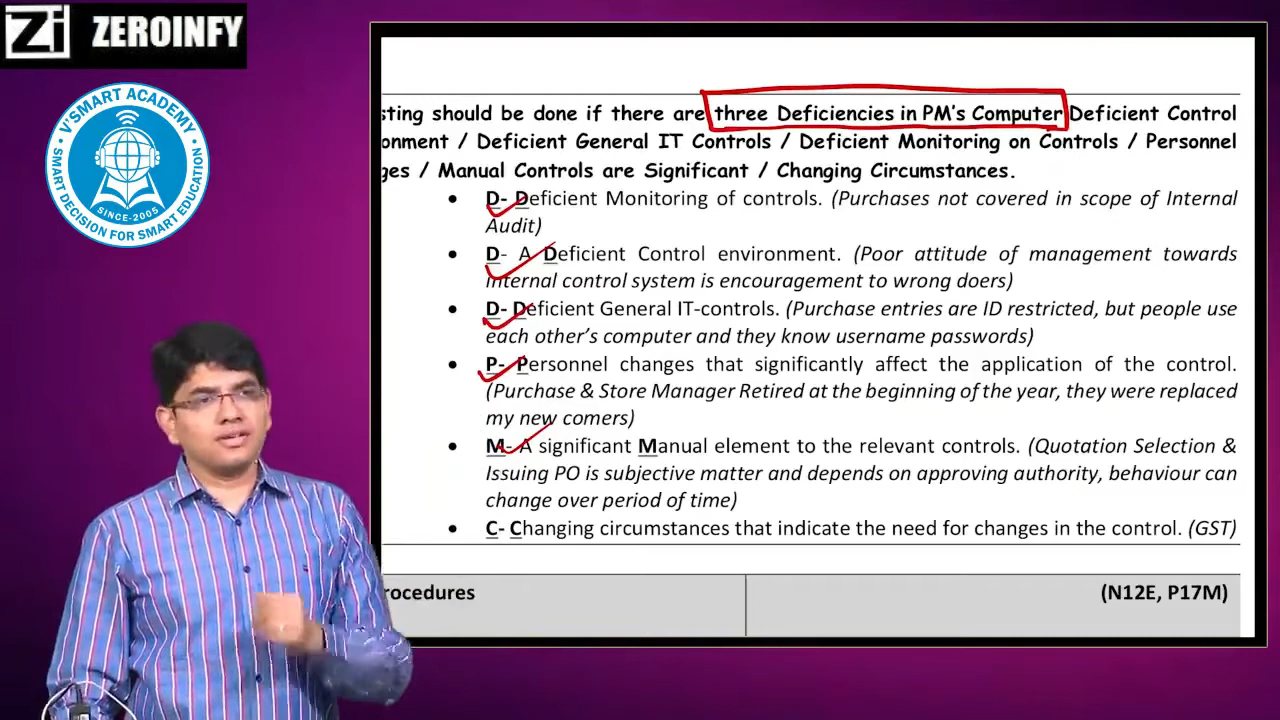 Zi ZEROINFY
V'SMART ACADEMY
SINCE-2005
SMART DECISION FOR SMART EDUCATION
sting should be done if there are three Deficiencies in PM's Computer Deficient Control
onment / Deficient General IT Controls / Deficient Monitoring on Controls / Personnel
ges / Manual Controls are Significant / Changing Circumstances.
• D- Deficient Monitoring of controls. (Purchases not covered in scope of Internal
Audit)
• D- A Deficient Control environment. (Poor attitude of management towards
internal control system is encouragement to wrong doers)
• D- Deficient General IT-controls. (Purchase entries are ID restricted, but people use
each other's computer and they know username passwords)
• P- Personnel changes that significantly affect the application of the control.
(Purchase & Store Manager Retired at the beginning of the year, they were replaced
my new comers)
• M- A significant Manual element to the relevant controls. (Quotation Selection &
Issuing PO is subjective matter and depends on approving authority, behaviour can
change over period of time)
• C- Changing circumstances that indicate the need for changes in the control. (GST)
rocedures (N12E, P17M)